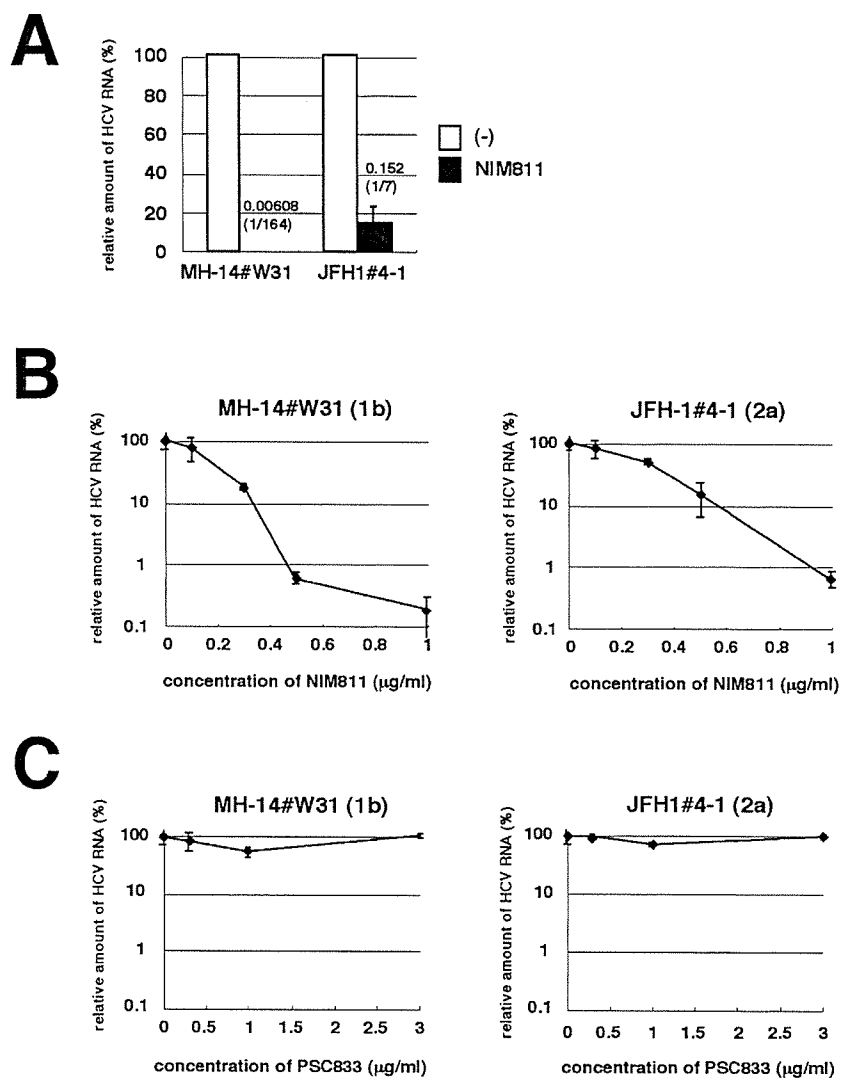 A
relative amount of HCV RNA (%)
100
80
60
40
20
0
0.00608
(1/164)
0.152
(1/7)
MH-14#W31
JFH1#4-1
(-)
NIM811
B
MH-14#W31 (1b)
relative amount of HCV RNA (%)
100
10
1
0.1
0 0.2 0.4 0.6 0.8 1
concentration of NIM811 (μg/ml)
JFH-1#4-1 (2a)
relative amount of HCV RNA (%)
100
10
1
0.1
0 0.2 0.4 0.6 0.8 1
concentration of NIM811 (μg/ml)
C
MH-14#W31 (1b)
relative amount of HCV RNA (%)
100
10
1
0.1
0 0.5 1 1.5 2 2.5 3
concentration of PSC833 (μg/ml)
JFH1#4-1 (2a)
relative amount of HCV RNA (%)
100
10
1
0.1
0 0.5 1 1.5 2 2.5 3
concentration of PSC833 (μg/ml)